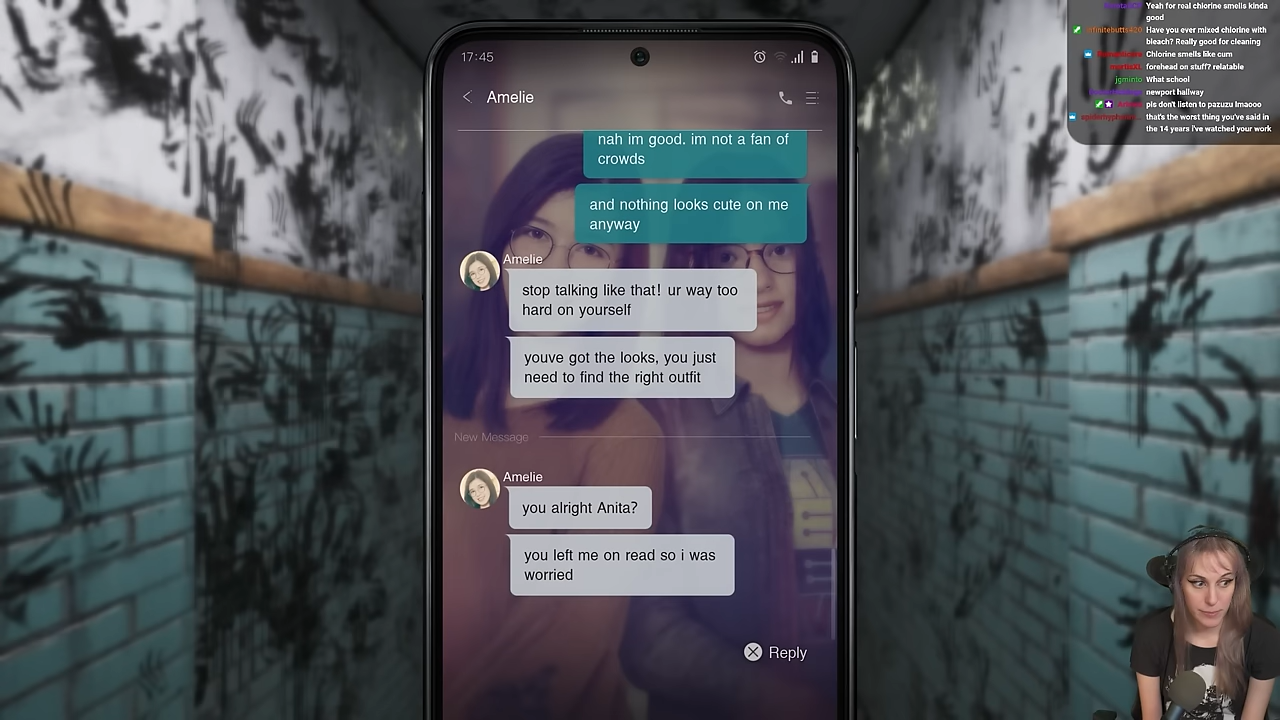 17:45
Amelie
nah im good. im not a fan of
crowds
and nothing looks cute on me
anyway
Amelie
stop talking like that! ur way too
hard on yourself
youve got the looks, you just
need to find the right outfit
New Message
Amelie
you alright Anita?
you left me on read so i was
worried
Reply
Yeah for real chlorine smells kinda
good
Have you ever mixed chlorine with
bleach? Really good for cleaning
Chlorine smells like cum
forehead on stuff? relatable
jgminto What school
newport hallway
pls don't listen to pazuzu lmaooo
that's the worst thing you've said in
the 14 years i've watched your work